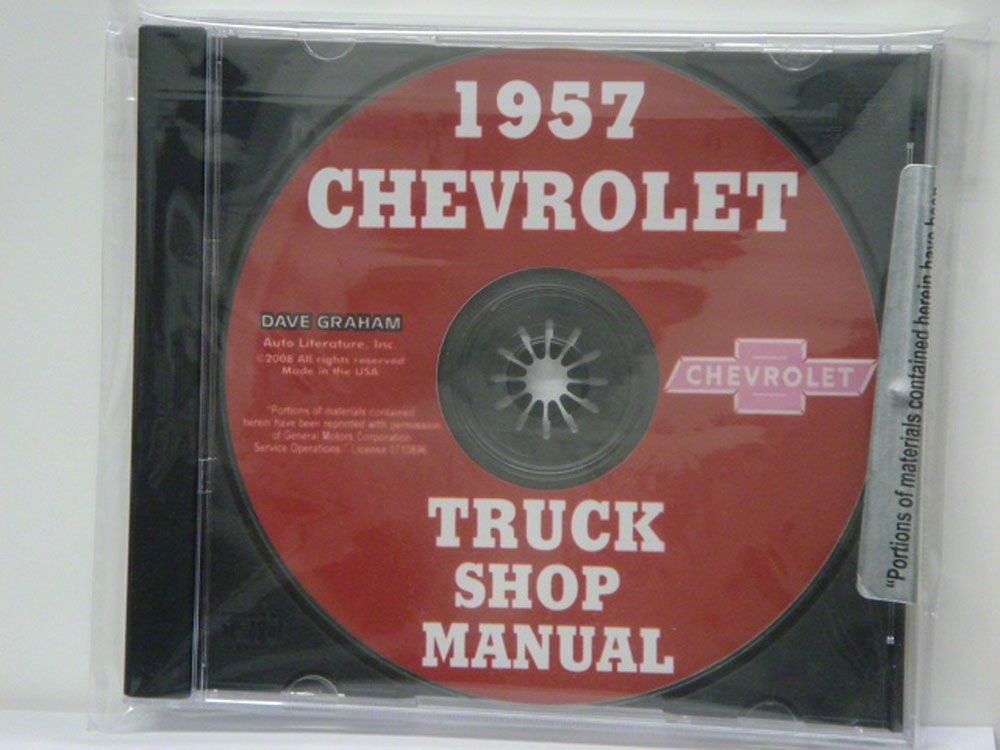 1957
CHEVROLET
DAVE GRAHAM
Auto Literature, Inc.
©2008 All rights reserved
Made in the USA
"Portions of materials contained
herein have been reprinted with permission
of General Motors Corporation
Service Operations." License 0710896
CHEVROLET
TRUCK
SHOP
MANUAL
"Portions of materials contained herein have been